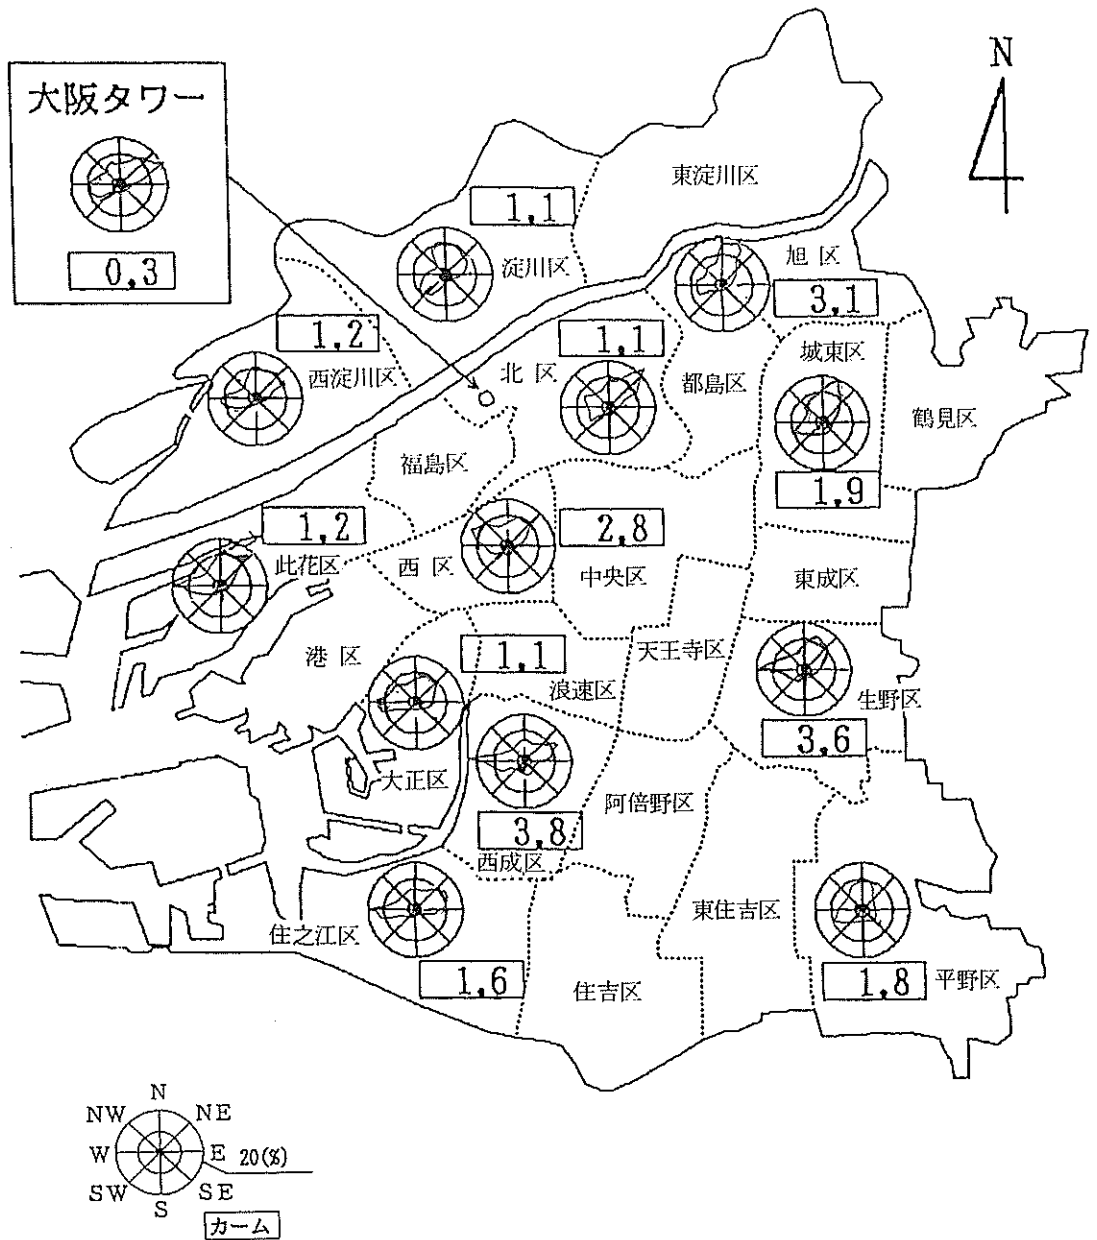 大阪タワー
0.3
N
東淀川区
1.1
淀川区
旭区
3.1
1.2
西淀川区
1.1
北区
都島区
城東区
鶴見区
1.9
福島区
1.2
此花区
西区
2.8
中央区
東成区
港区
1.1
浪速区
天王寺区
生野区
3.6
大正区
阿倍野区
3.8
西成区
住之江区
1.6
東住吉区
住吉区
1.8
平野区
N
NW NE
W E 20(%)
SW SE
S
カーム